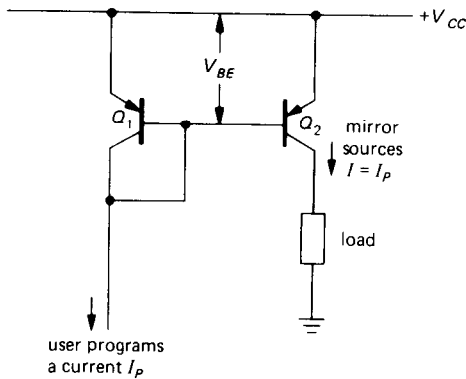 +V_CC
V_BE
Q_1
Q_2
mirror
sources
I = I_P
load
user programs
a current I_P